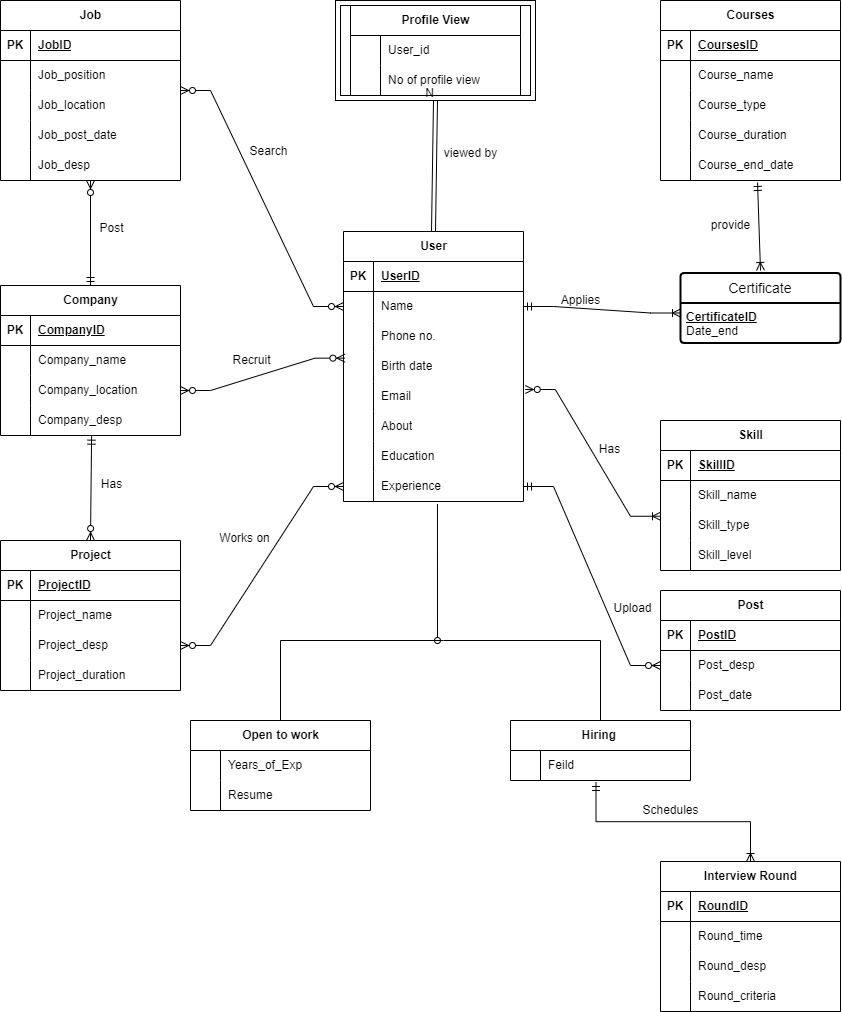 Job
PK JobID
Job_position
Job_location
Job_post_date
Job_desp
Profile View
User_id
No of profile view
N
Courses
PK CoursesID
Course_name
Course_type
Course_duration
Course_end_date
Search
viewed by
Post
provide
User
PK UserID
Name
Phone no.
Birth date
Email
About
Education
Experience
Company
PK CompanyID
Company_name
Company_location
Company_desp
Recruit
Applies
Certificate
CertificateID
Date_end
Has
Has
Skill
PK SkillID
Skill_name
Skill_type
Skill_level
Project
PK ProjectID
Project_name
Project_desp
Project_duration
Works on
Upload
Post
PK PostID
Post_desp
Post_date
Open to work
Years_of_Exp
Resume
Hiring
Feild
Schedules
Interview Round
PK RoundID
Round_time
Round_desp
Round_criteria